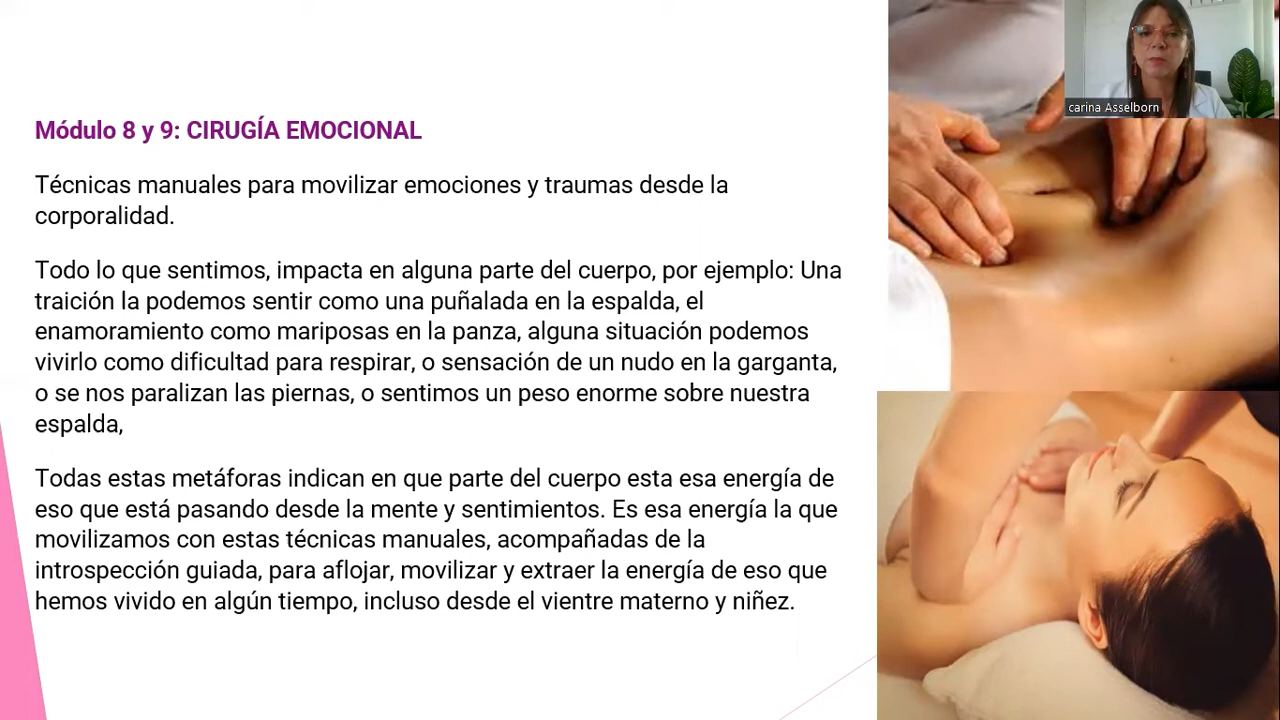 Módulo 8 y 9: CIRUGÍA EMOCIONAL
Técnicas manuales para movilizar emociones y traumas desde la
corporalidad.
Todo lo que sentimos, impacta en alguna parte del cuerpo, por ejemplo: Una
traición la podemos sentir como una puñalada en la espalda, el
enamoramiento como mariposas en la panza, alguna situación podemos
vivirlo como dificultad para respirar, o sensación de un nudo en la garganta,
o se nos paralizan las piernas, o sentimos un peso enorme sobre nuestra
espalda,
Todas estas metáforas indican en que parte del cuerpo esta esa energía de
eso que está pasando desde la mente y sentimientos. Es esa energía la que
movilizamos con estas técnicas manuales, acompañadas de la
introspección guiada, para aflojar, movilizar y extraer la energía de eso que
hemos vivido en algún tiempo, incluso desde el vientre materno y niñez.
carina Asselborn